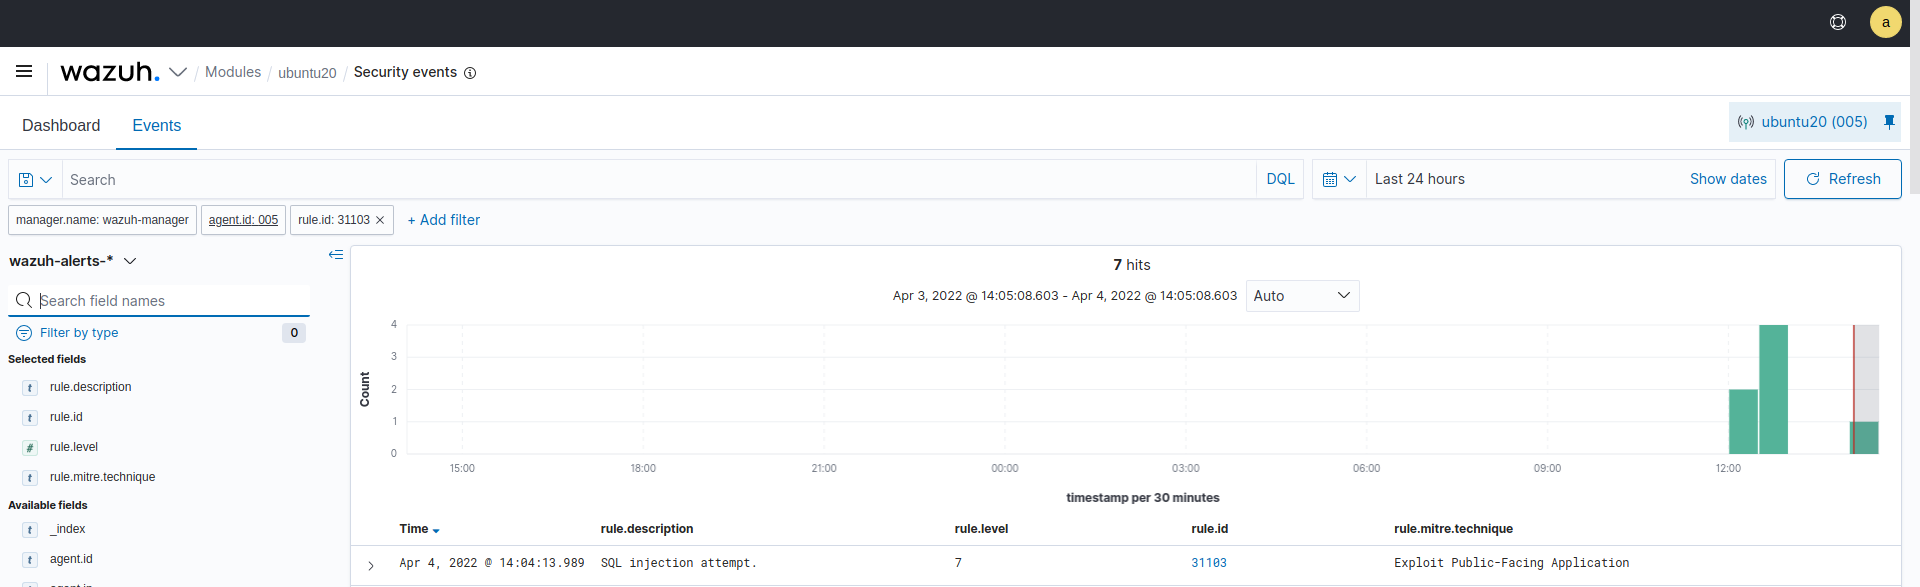 a
wazuh. / Modules / ubuntu20 / Security events
Dashboard Events
ubuntu20 (005)
Search DQL Last 24 hours Show dates Refresh
manager.name: wazuh-manager agent.id: 005 rule.id: 31103 × + Add filter
wazuh-alerts-*
Search field names
Filter by type 0
Selected fields
t rule.description
t rule.id
# rule.level
t rule.mitre.technique
Available fields
t _index
t agent.id
7 hits
Apr 3, 2022 @ 14:05:08.603 - Apr 4, 2022 @ 14:05:08.603 Auto
Count
4
3
2
1
0
15:00 18:00 21:00 00:00 03:00 06:00 09:00 12:00
timestamp per 30 minutes
Time rule.description rule.level rule.id rule.mitre.technique
Apr 4, 2022 @ 14:04:13.989 SQL injection attempt. 7 31103 Exploit Public-Facing Application